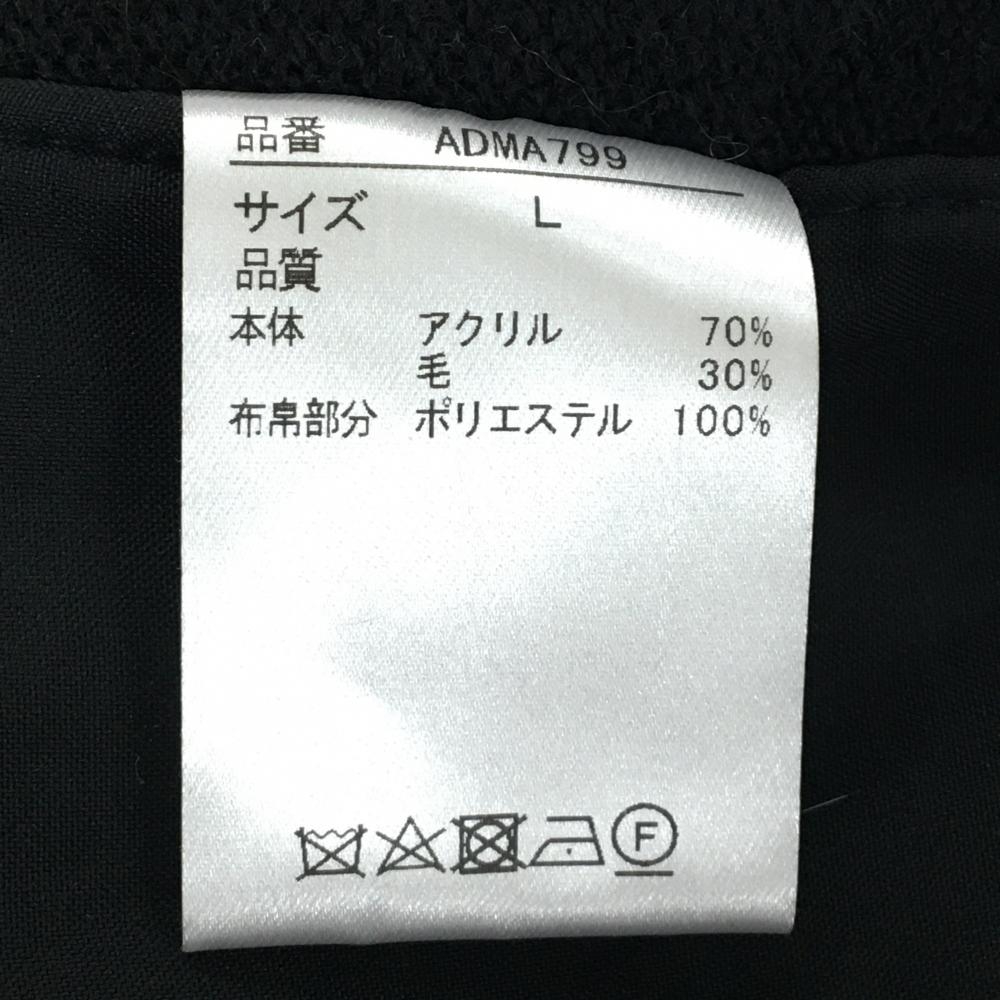 品番 ADMA799
サイズ L
品質
本体 アクリル 70%
毛 30%
布帛部分 ポリエステル 100%
F